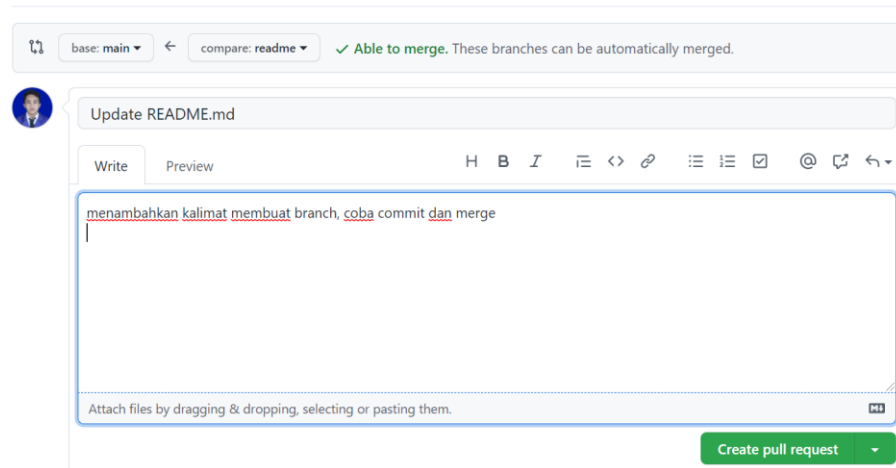 base: main compare: readme Able to merge. These branches can be automatically merged.
Update README.md
Write Preview H B I
menambahkan kalimat membuat branch, coba commit dan merge
Attach files by dragging & dropping, selecting or pasting them.
Create pull request